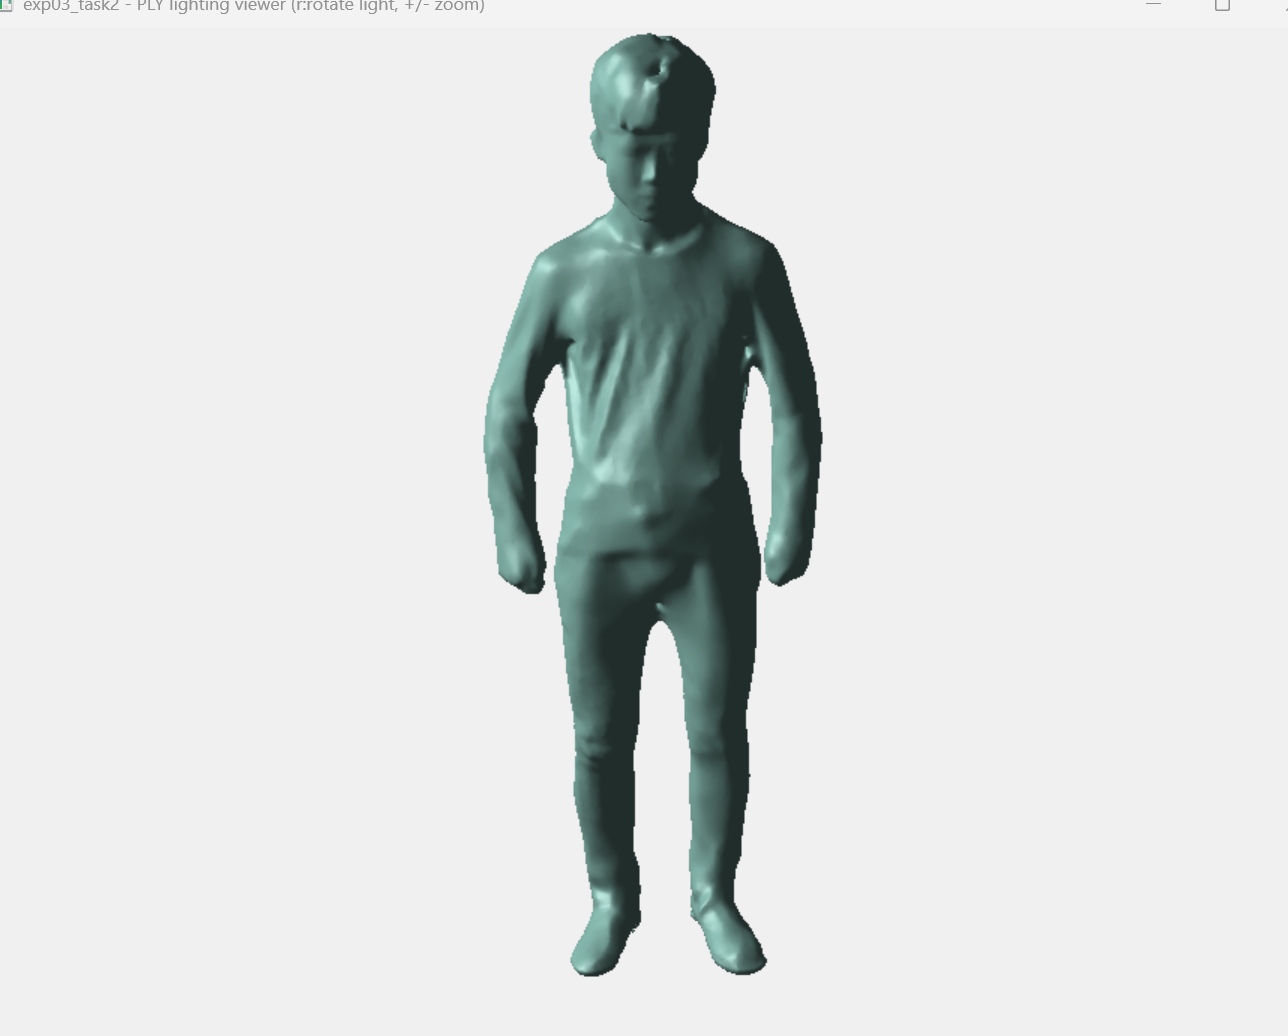 exp03_task2 - PLY lighting viewer (r:rotate light, +/- zoom)